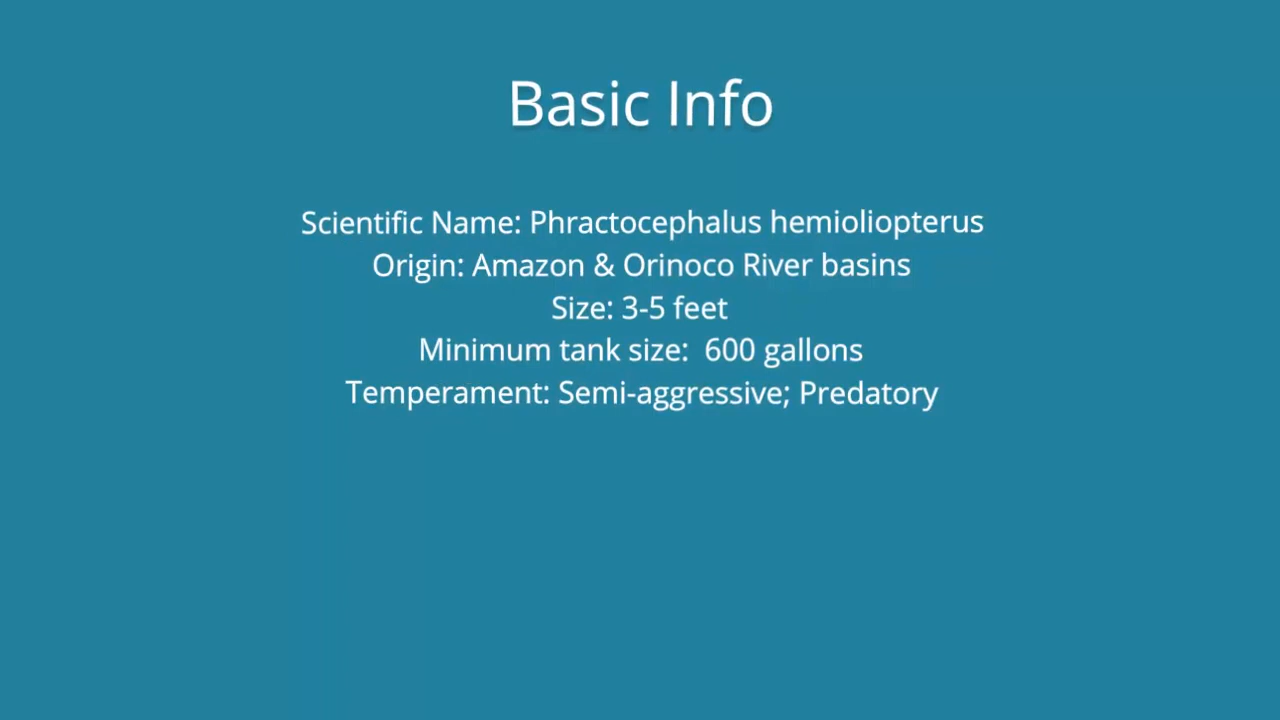 Basic Info
Scientific Name: Phractocephalus hemioliopterus
Origin: Amazon & Orinoco River basins
Size: 3-5 feet
Minimum tank size:  600 gallons
Temperament: Semi-aggressive; Predatory